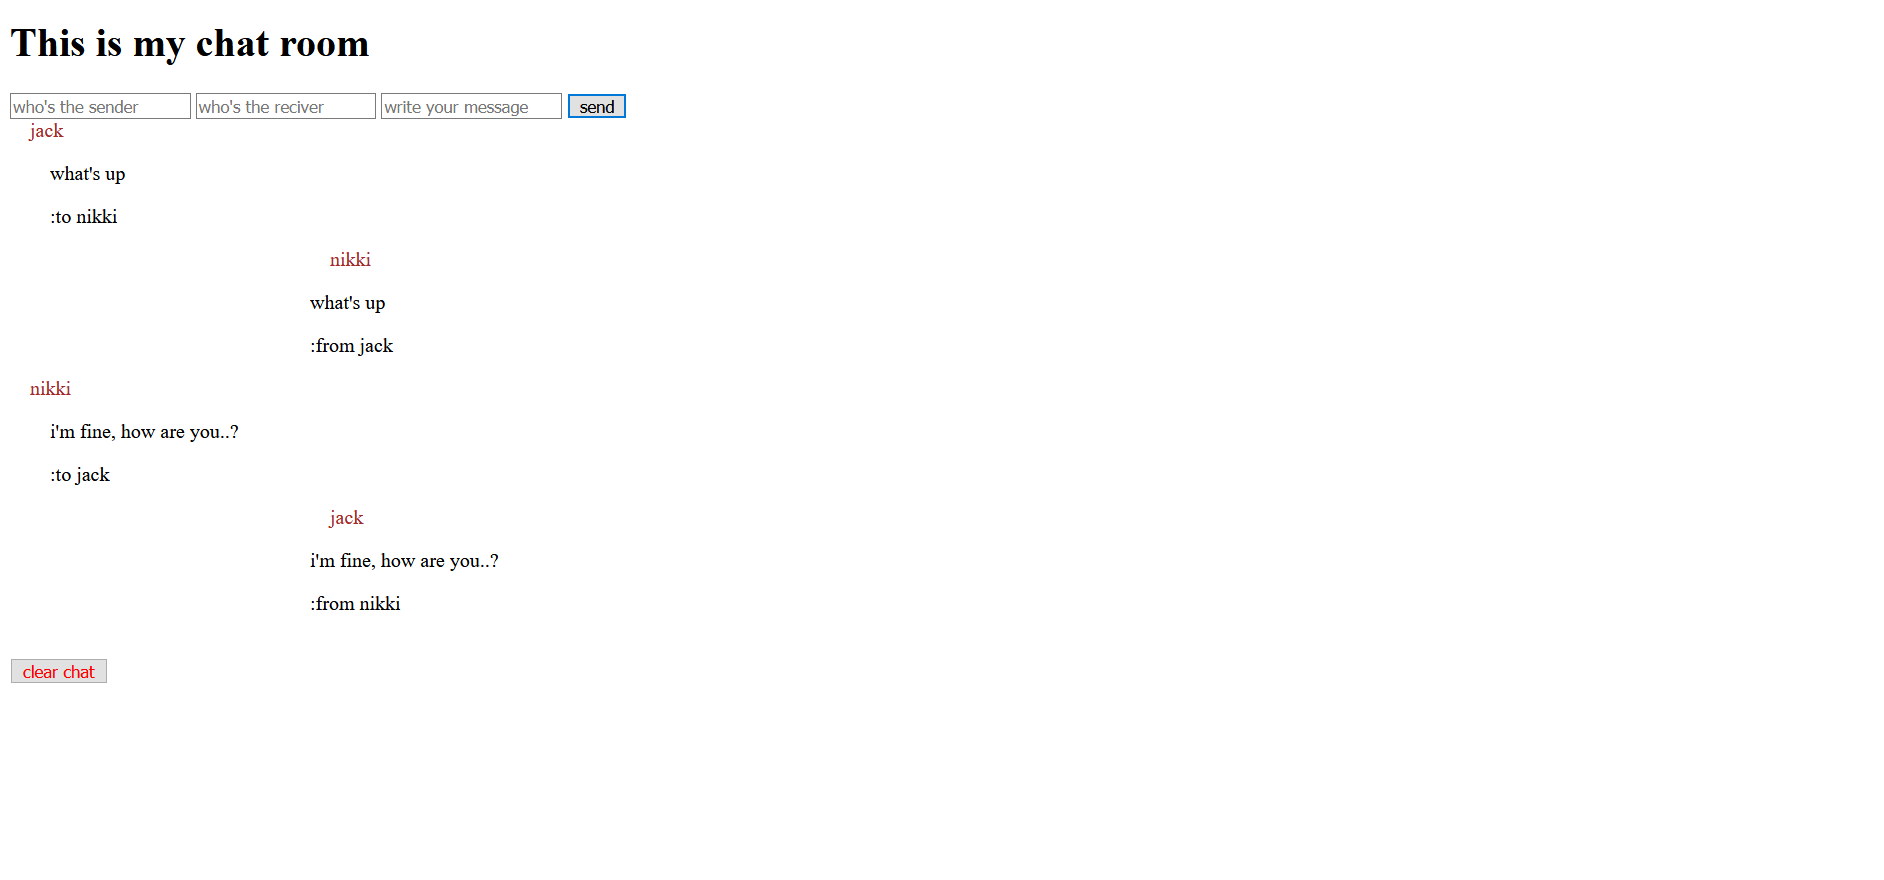 This is my chat room
who's the sender who's the reciver write your message send
jack
what's up
:to nikki
nikki
what's up
:from jack
nikki
i'm fine, how are you..?
:to jack
jack
i'm fine, how are you..?
:from nikki
clear chat